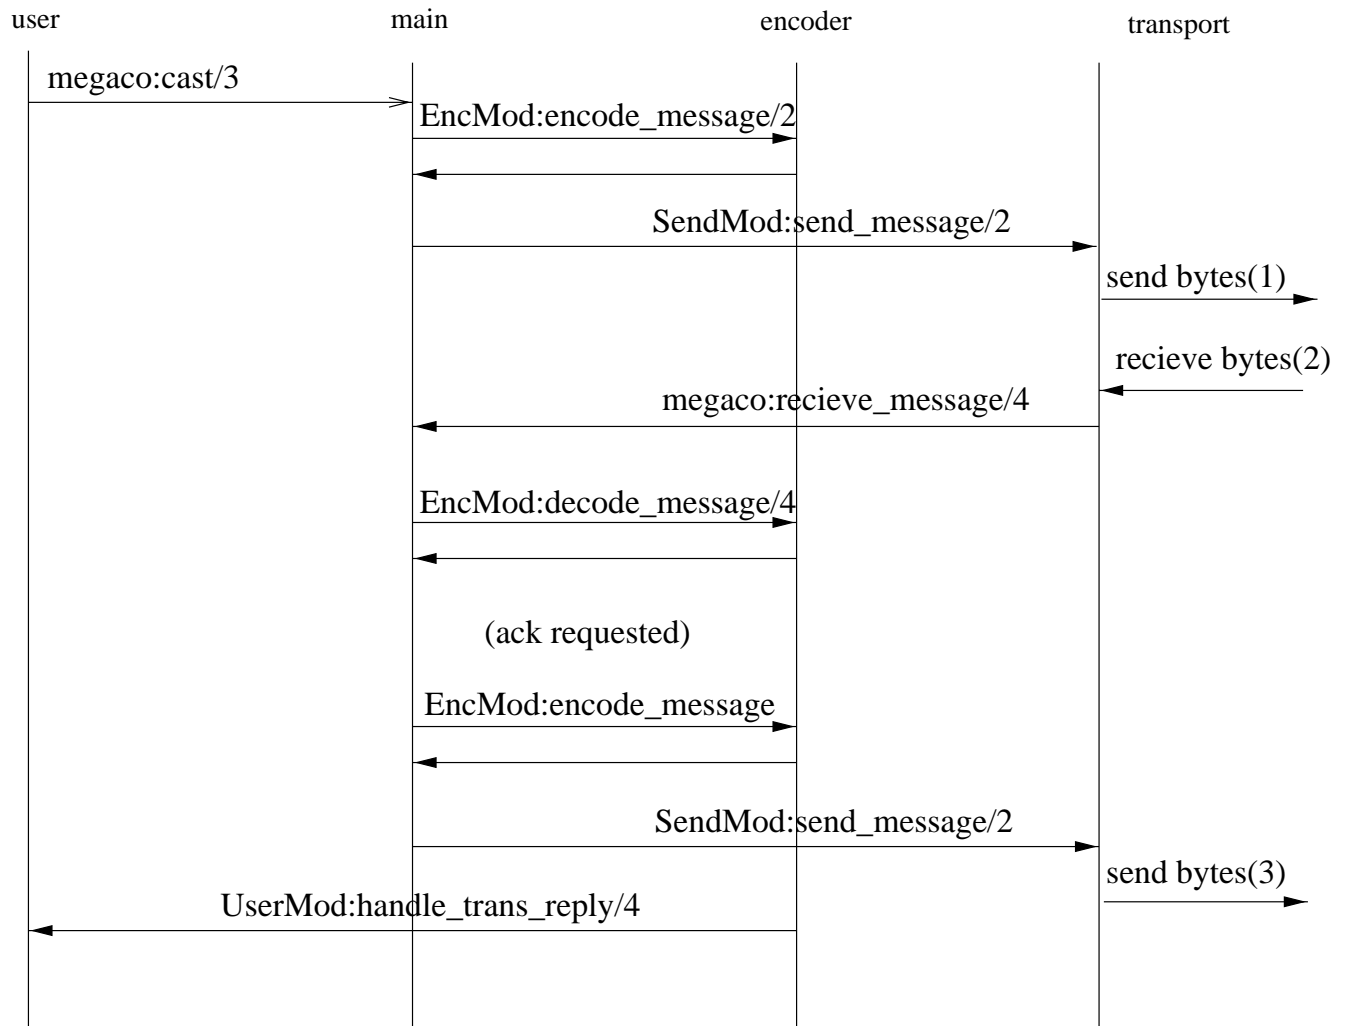 user
main
encoder
transport
megaco:cast/3
EncMod:encode_message/2
SendMod:send_message/2
send bytes(1)
recieve bytes(2)
megaco:recieve_message/4
EncMod:decode_message/4
(ack requested)
EncMod:encode_message
SendMod:send_message/2
send bytes(3)
UserMod:handle_trans_reply/4